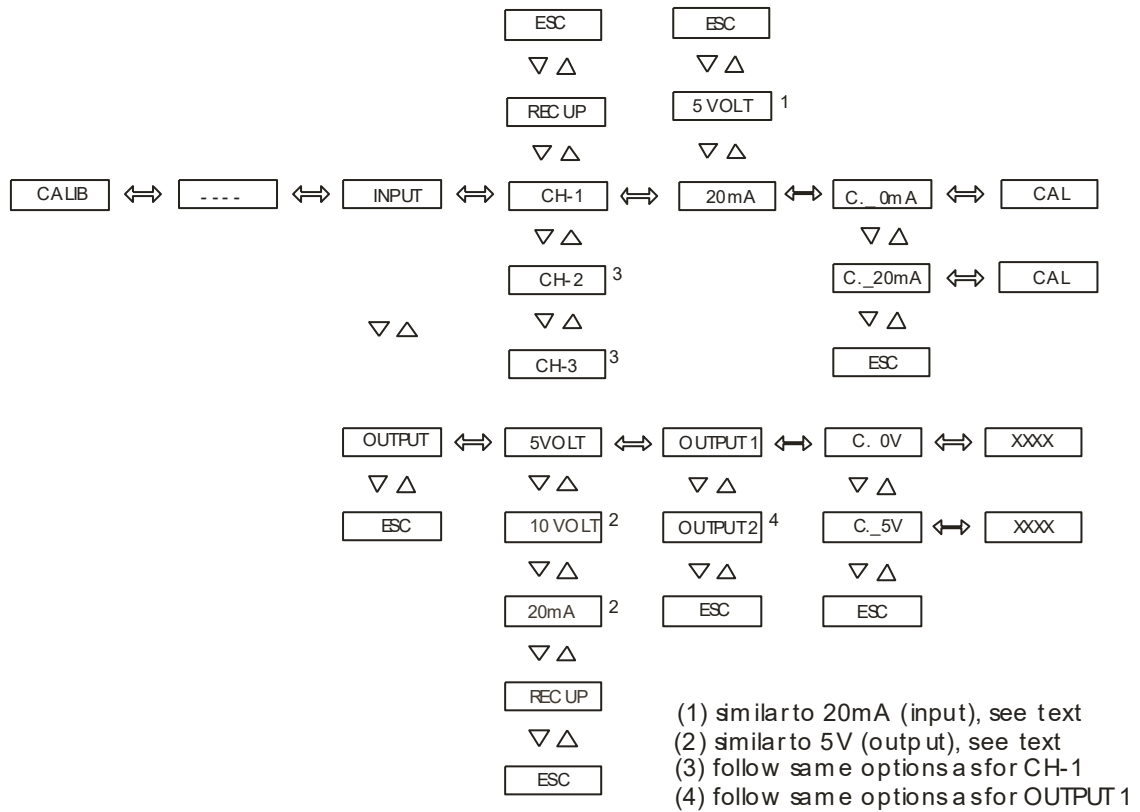 ESC ESC
REC UP 5 VOLT 1
CALIB ---- INPUT CH-1 20mA C._0mA CAL
CH-2 3 C._20mA CAL
CH-3 3 ESC
OUTPUT 5VOLT OUTPUT 1 C. 0V XXXX
ESC 10 VOLT 2 OUTPUT2 4 C._5V XXXX
20mA 2 ESC ESC
REC UP
ESC
(1) similar to 20mA (input), see text
(2) similar to 5V (output), see text
(3) follow same options as for CH-1
(4) follow same options as for OUTPUT 1